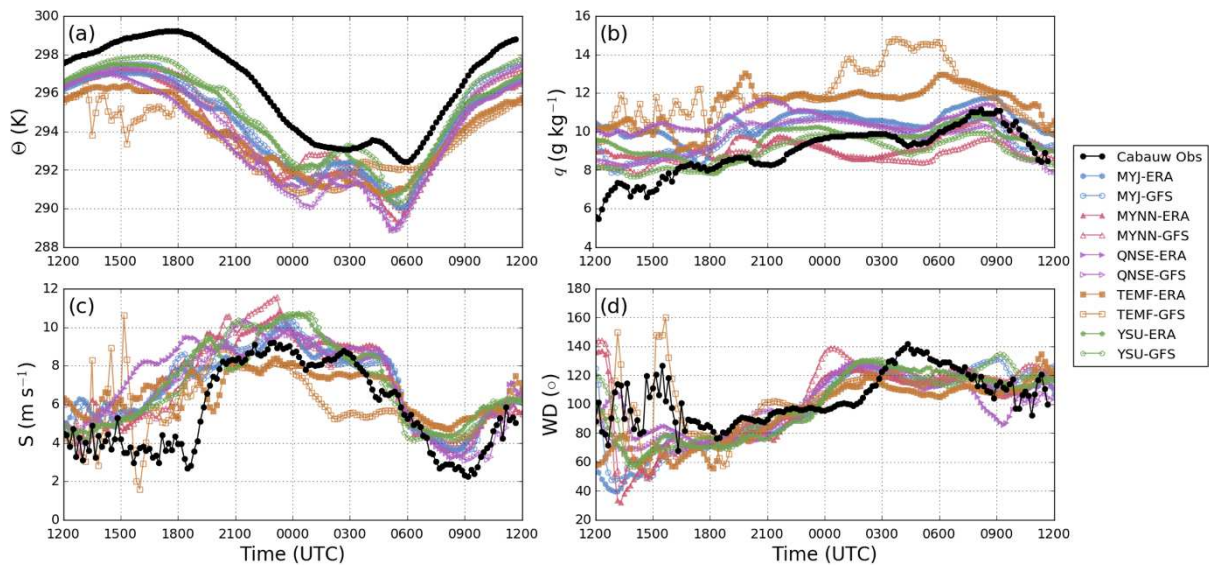 (a)
Θ (K)
300
298
296
294
292
290
288
1200 1500 1800 2100 0000 0300 0600 0900 1200
(b)
q (g kg⁻¹)
16
14
12
10
8
6
4
1200 1500 1800 2100 0000 0300 0600 0900 1200
(c)
S (m s⁻¹)
12
10
8
6
4
2
0
1200 1500 1800 2100 0000 0300 0600 0900 1200
Time (UTC)
(d)
WD (○)
180
160
140
120
100
80
60
40
20
1200 1500 1800 2100 0000 0300 0600 0900 1200
Time (UTC)
Cabauw Obs
MYJ-ERA
MYJ-GFS
MYNN-ERA
MYNN-GFS
QNSE-ERA
QNSE-GFS
TEMF-ERA
TEMF-GFS
YSU-ERA
YSU-GFS